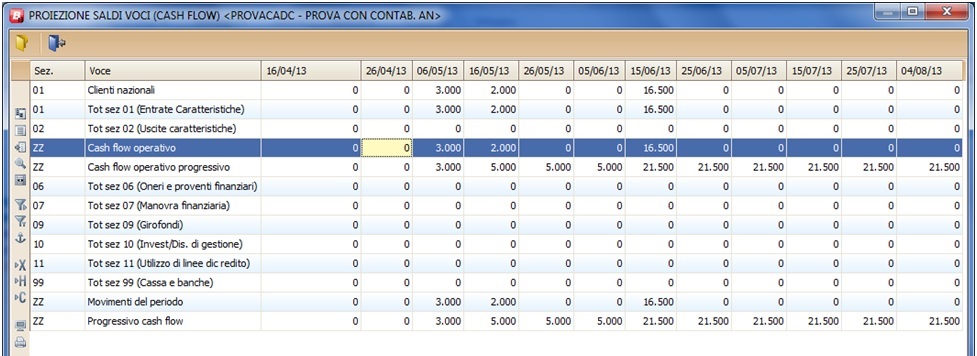 PROIEZIONE SALDI VOCI (CASH FLOW) <PROVACADC - PROVA CON CONTAB. AN>
Sez. Voce 16/04/13 26/04/13 06/05/13 16/05/13 26/05/13 05/06/13 15/06/13 25/06/13 05/07/13 15/07/13 25/07/13 04/08/13
01 Clienti nazionali 0 0 3.000 2.000 0 0 16.500 0 0 0 0 0
01 Tot sez 01 (Entrate Caratteristiche) 0 0 3.000 2.000 0 0 16.500 0 0 0 0 0
02 Tot sez 02 (Uscite caratteristiche) 0 0 0 0 0 0 0 0 0 0 0 0
ZZ Cash flow operativo 0 0 3.000 2.000 0 0 16.500 0 0 0 0 0
ZZ Cash flow operativo progressivo 0 0 3.000 5.000 5.000 5.000 21.500 21.500 21.500 21.500 21.500 21.500
06 Tot sez 06 (Oneri e proventi finanziari) 0 0 0 0 0 0 0 0 0 0 0 0
07 Tot sez 07 (Manovra finanziaria) 0 0 0 0 0 0 0 0 0 0 0 0
09 Tot sez 09 (Girofondi) 0 0 0 0 0 0 0 0 0 0 0 0
10 Tot sez 10 (Invest/Dis. di gestione) 0 0 0 0 0 0 0 0 0 0 0 0
11 Tot sez 11 (Utilizzo di linee dic redito) 0 0 0 0 0 0 0 0 0 0 0 0
99 Tot sez 99 (Cassa e banche) 0 0 0 0 0 0 0 0 0 0 0 0
ZZ Movimenti del periodo 0 0 3.000 2.000 0 0 16.500 0 0 0 0 0
ZZ Progressivo cash flow 0 0 3.000 5.000 5.000 5.000 21.500 21.500 21.500 21.500 21.500 21.500